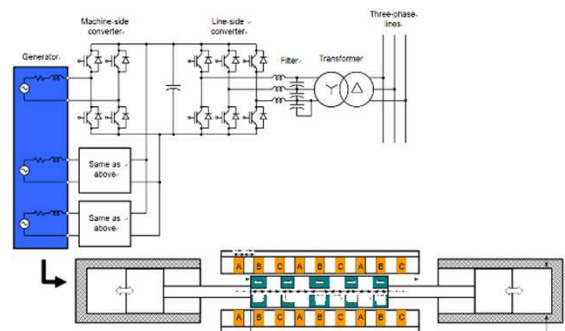 Three-phase
lines
Machine-side
converter
Line-side
converter
Generator
Filter
Transformer
Same as
above
Same as
above
A B C A B C A B C